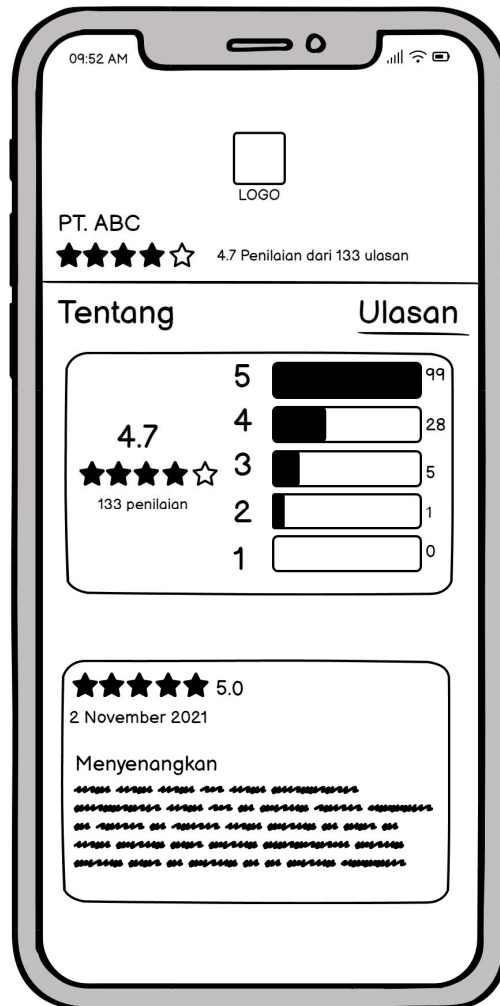 09:52 AM
LOGO
PT. ABC
4.7 Penilaian dari 133 ulasan
Tentang
Ulasan
5
99
4
28
4.7
3
5
133 penilaian
2
1
1
0
5.0
2 November 2021
Menyenangkan